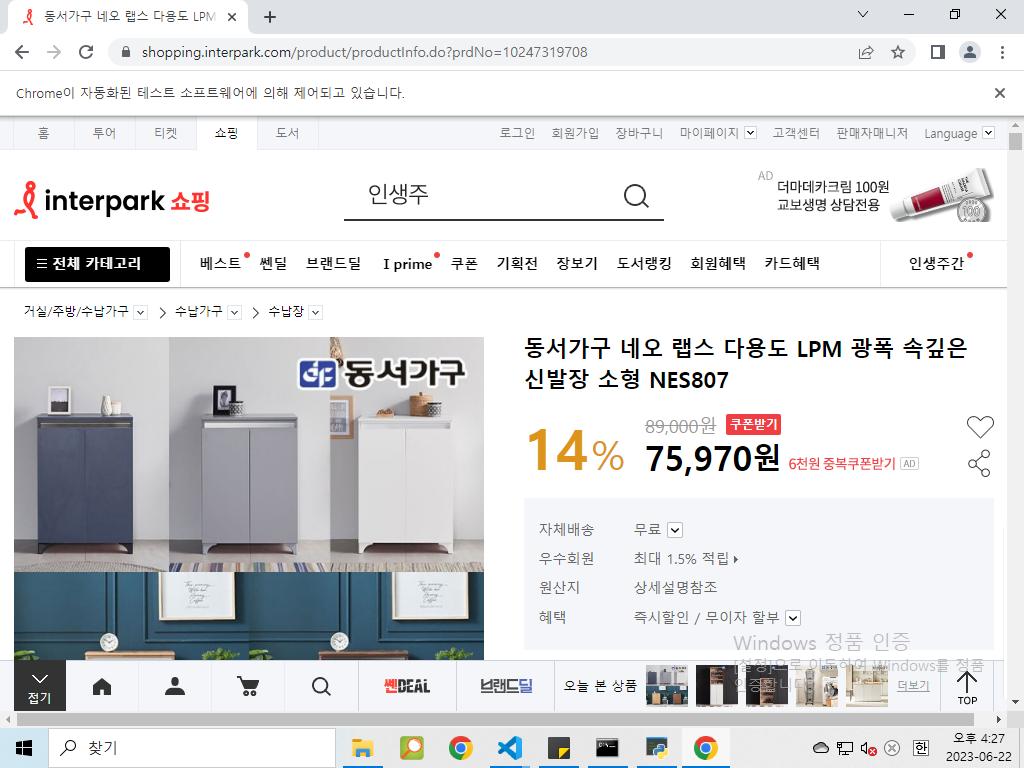 동서가구 네오 랩스 다용도 LPM
shopping.interpark.com/product/productInfo.do?prdNo=10247319708
Chrome이 자동화된 테스트 소프트웨어에 의해 제어되고 있습니다.
홈 투어 티켓 쇼핑 도서 로그인 회원가입 장바구니 마이페이지 고객센터 판매자매니저 Language
interpark 쇼핑
인생주
AD
더마데카크림 100원
교보생명 상담전용
전체 카테고리 베스트 쎈딜 브랜드딜 I prime 쿠폰 기획전 장보기 도서랭킹 회원혜택 카드혜택 인생주간
거실/주방/수납가구 수납가구 수납장
동서가구
동서가구 네오 랩스 다용도 LPM 광폭 속깊은
신발장 소형 NES807
89,000원 쿠폰받기
14% 75,970원 6천원 중복쿠폰받기 AD
자체배송 무료
우수회원 최대 1.5% 적립
원산지 상세설명참조
혜택 즉시할인 / 무이자 할부
Windows 정품 인증
[설정]으로 이동하여 Windows를 정품
인증합니다.
접기 쎈DEAL 브랜드딜 오늘 본 상품 더보기 TOP
찾기
한
오후 4:27
2023-06-22